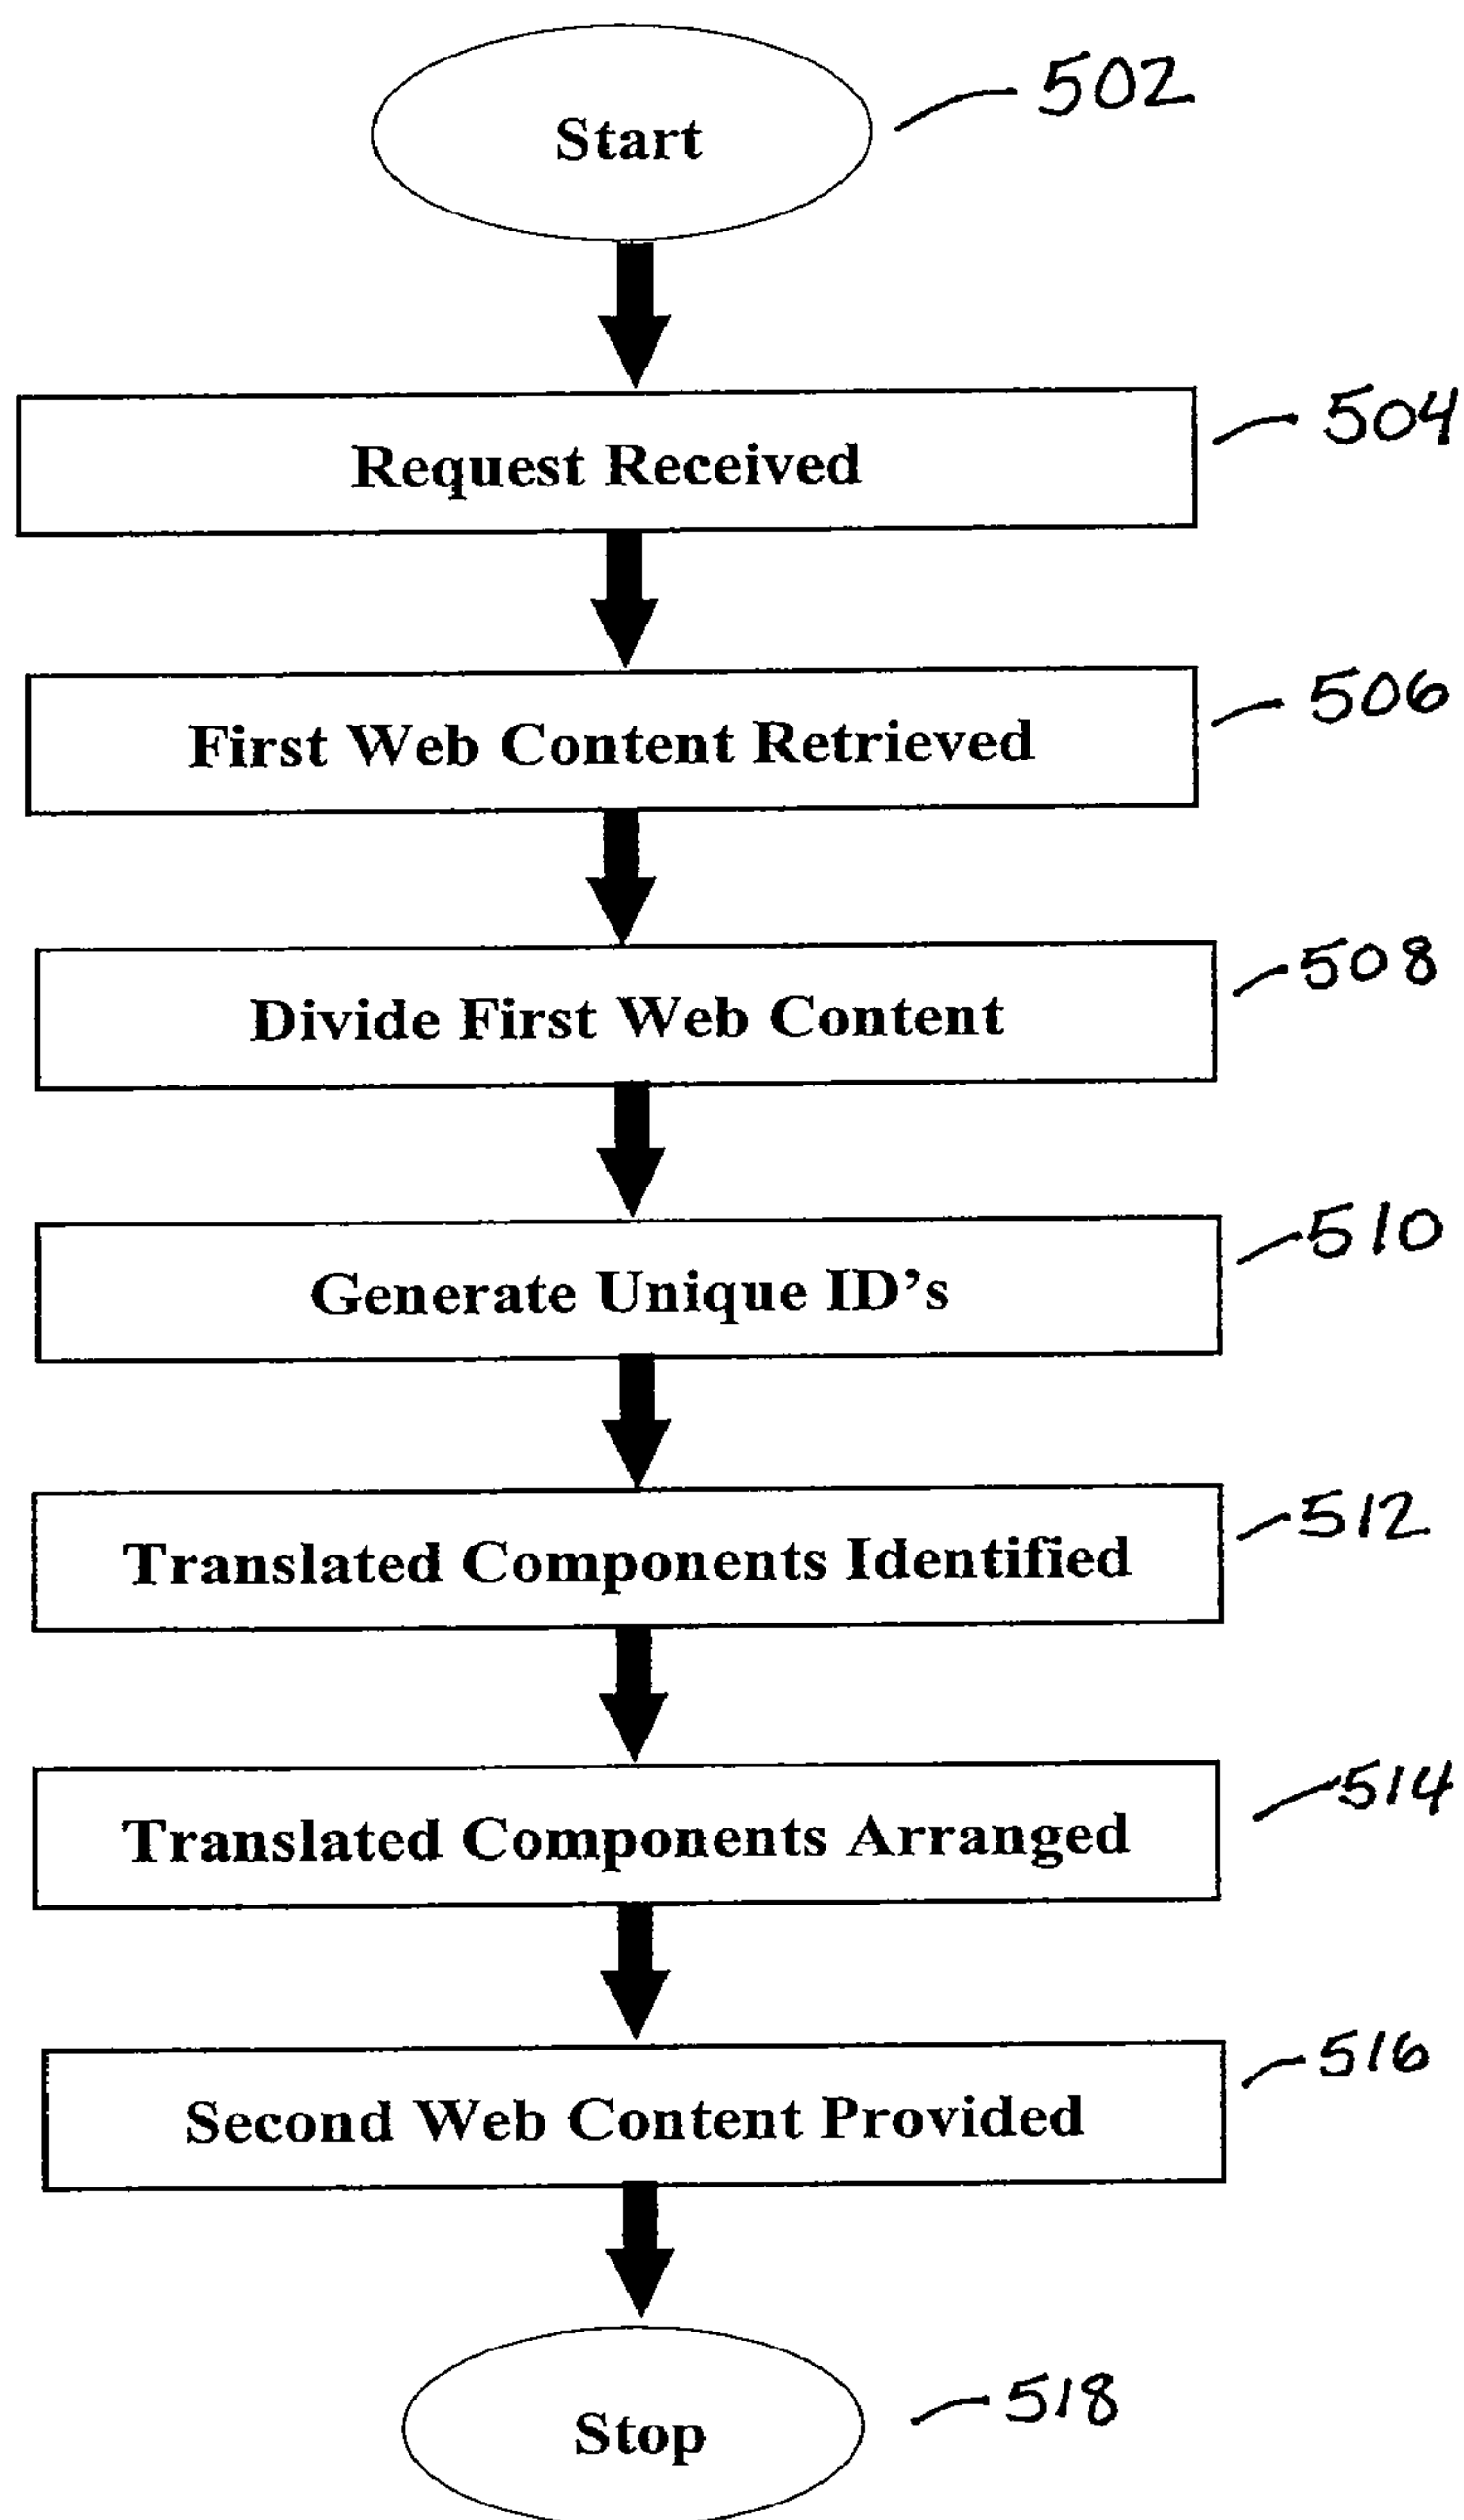 Start
502
Request Received
504
First Web Content Retrieved
506
Divide First Web Content
508
Generate Unique ID’s
510
Translated Components Identified
512
Translated Components Arranged
514
Second Web Content Provided
516
Stop
518